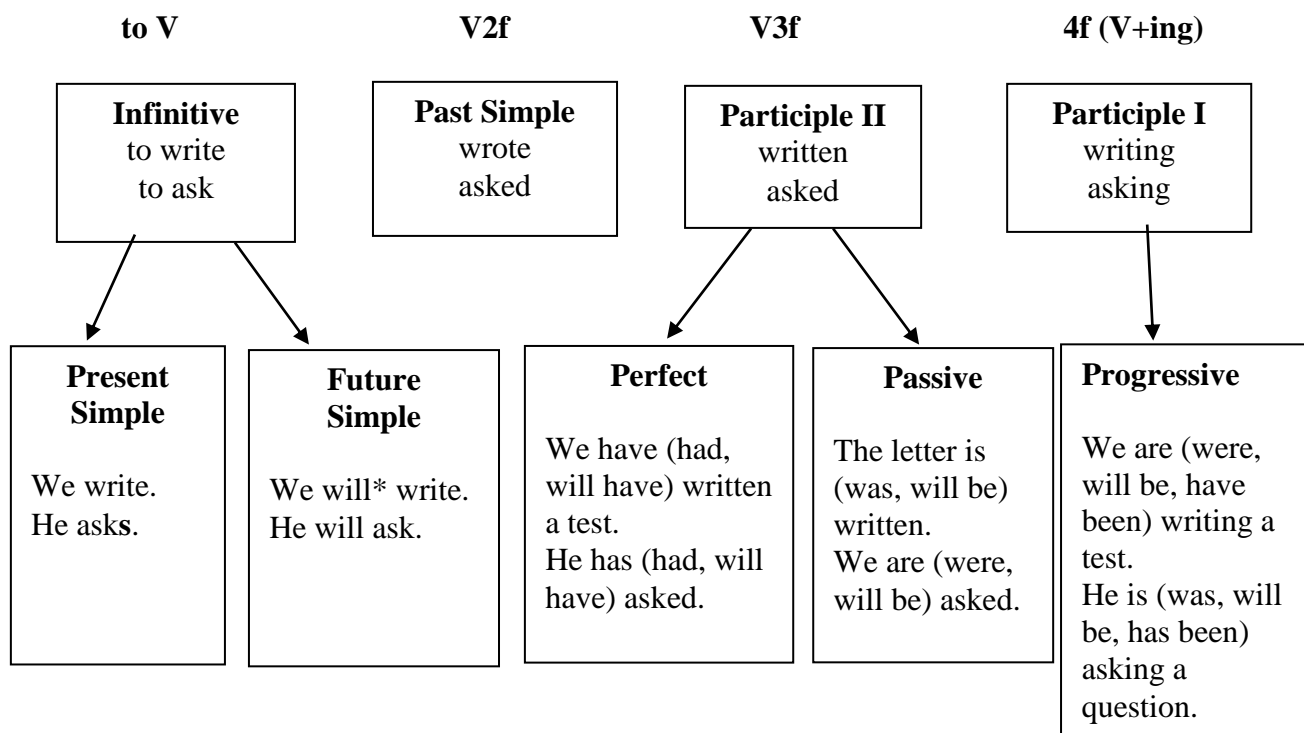 to V
V2f
V3f
4f (V+ing)
Infinitive
to write
to ask
Past Simple
wrote
asked
Participle II
written
asked
Participle I
writing
asking
Present
Simple
We write.
He asks.
Future
Simple
We will* write.
He will ask.
Perfect
We have (had,
will have) written
a test.
He has (had, will
have) asked.
Passive
The letter is
(was, will be)
written.
We are (were,
will be) asked.
Progressive
We are (were,
will be, have
been) writing a
test.
He is (was, will
be, has been)
asking a
question.